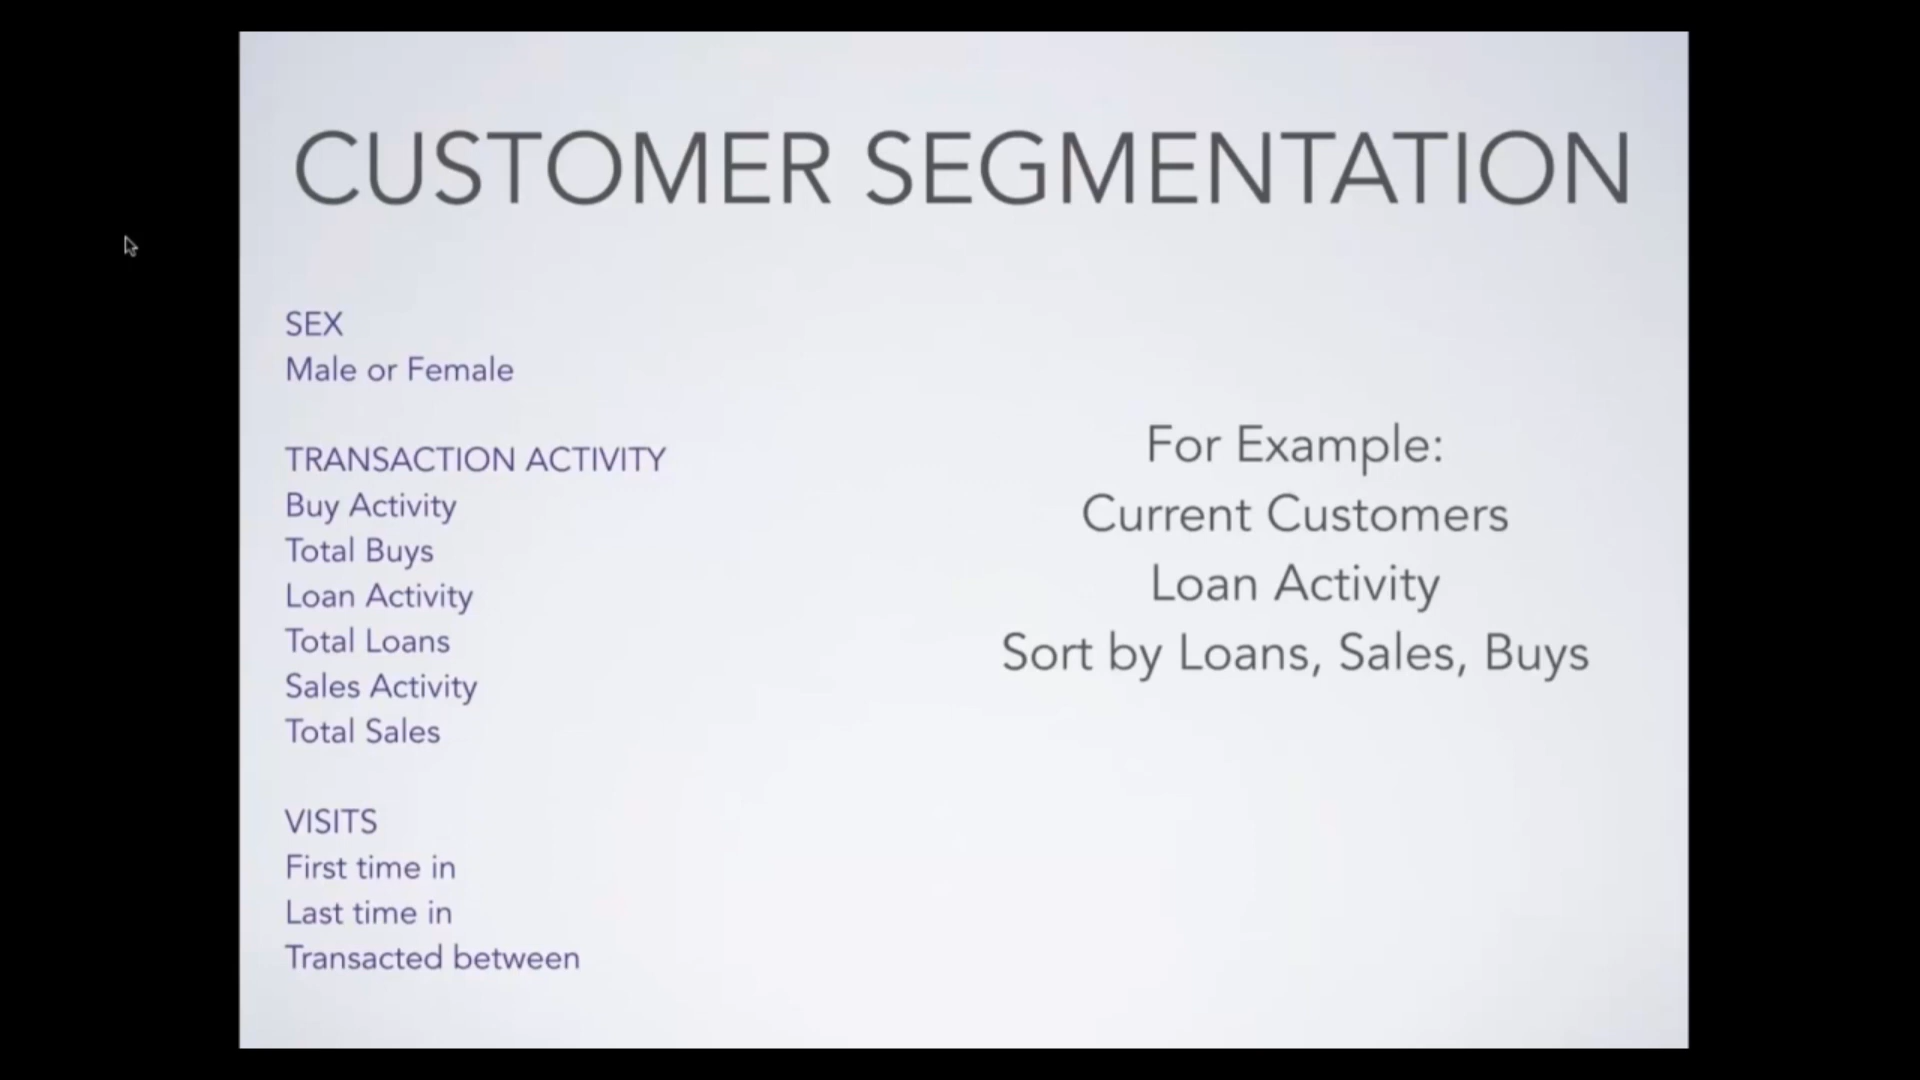 CUSTOMER SEGMENTATION
SEX
Male or Female
TRANSACTION ACTIVITY
Buy Activity
Total Buys
Loan Activity
Total Loans
Sales Activity
Total Sales
VISITS
First time in
Last time in
Transacted between
For Example:
Current Customers
Loan Activity
Sort by Loans, Sales, Buys